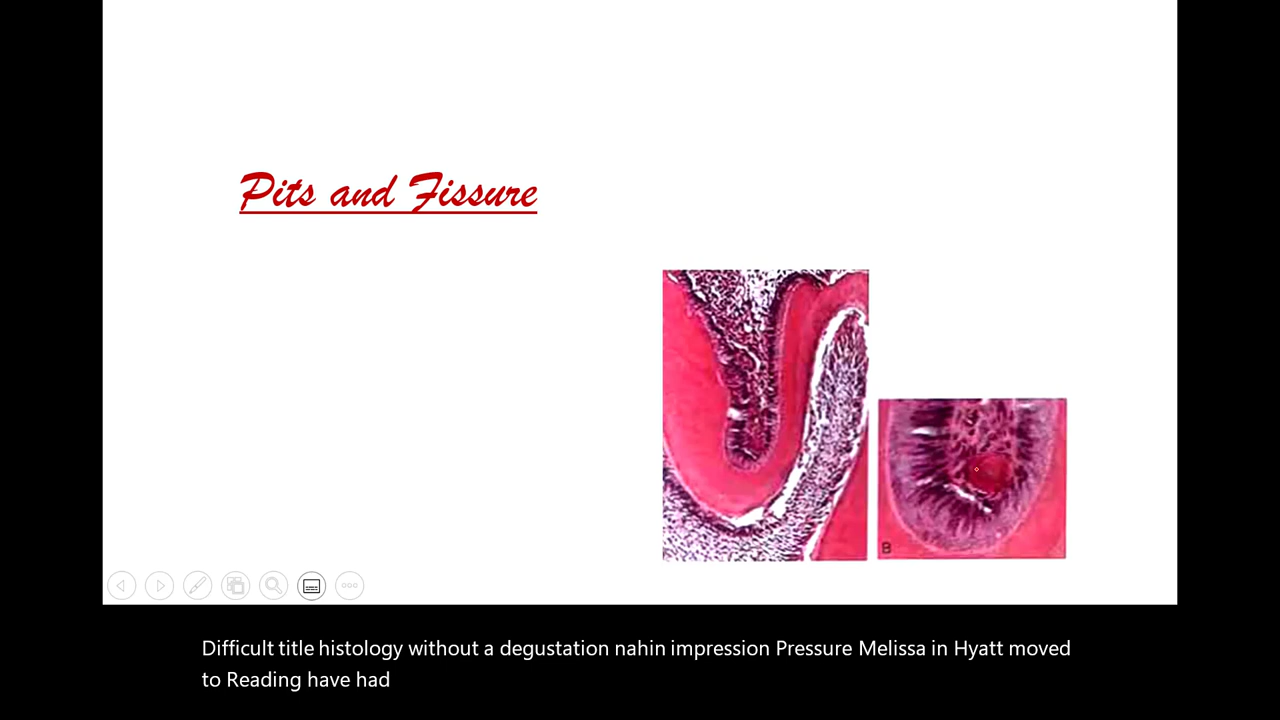 Pits and Fissure
B
Difficult title histology without a degustation nahin impression Pressure Melissa in Hyatt moved
to Reading have had